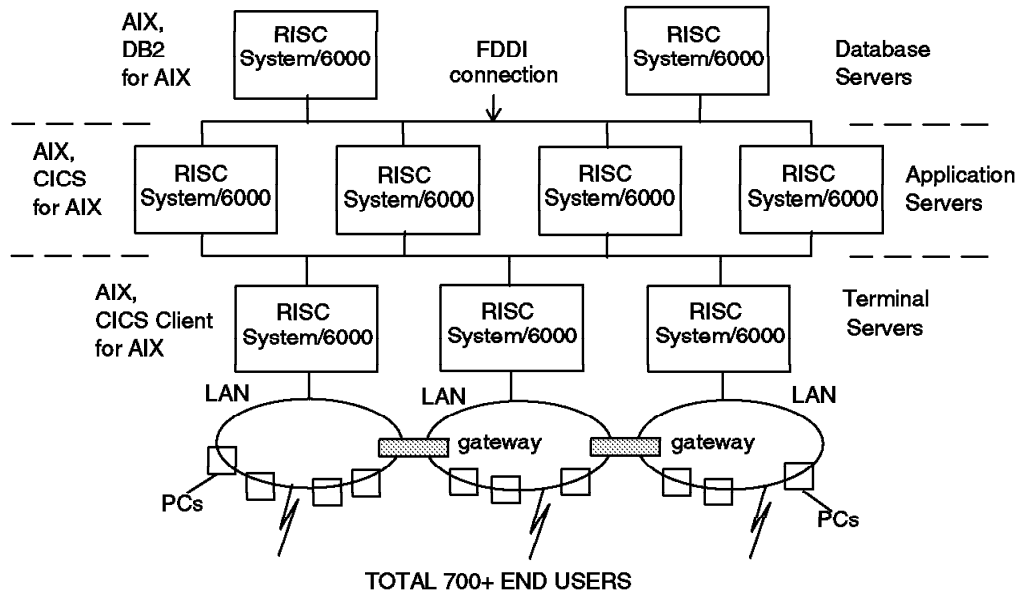 AIX,
DB2
for AIX
RISC
System/6000
FDDI
connection
RISC
System/6000
Database
Servers
AIX,
CICS
for AIX
RISC
System/6000
RISC
System/6000
RISC
System/6000
RISC
System/6000
Application
Servers
AIX,
CICS Client
for AIX
RISC
System/6000
RISC
System/6000
RISC
System/6000
Terminal
Servers
LAN
LAN
LAN
gateway
gateway
PCs
PCs
TOTAL 700+ END USERS